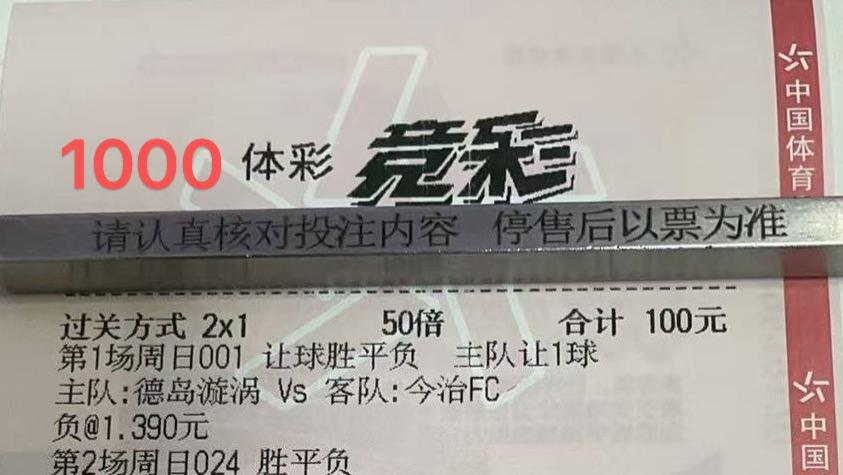 1000 体彩 竞彩
请认真核对投注内容 停售后以票为准
过关方式 2x1 50倍 合计 100元
第1场周日001 让球胜平负 主队让1球
主队:德岛漩涡 Vs 客队:今治FC
负@1.390元
第2场周日024 胜平负
中国体育
中国